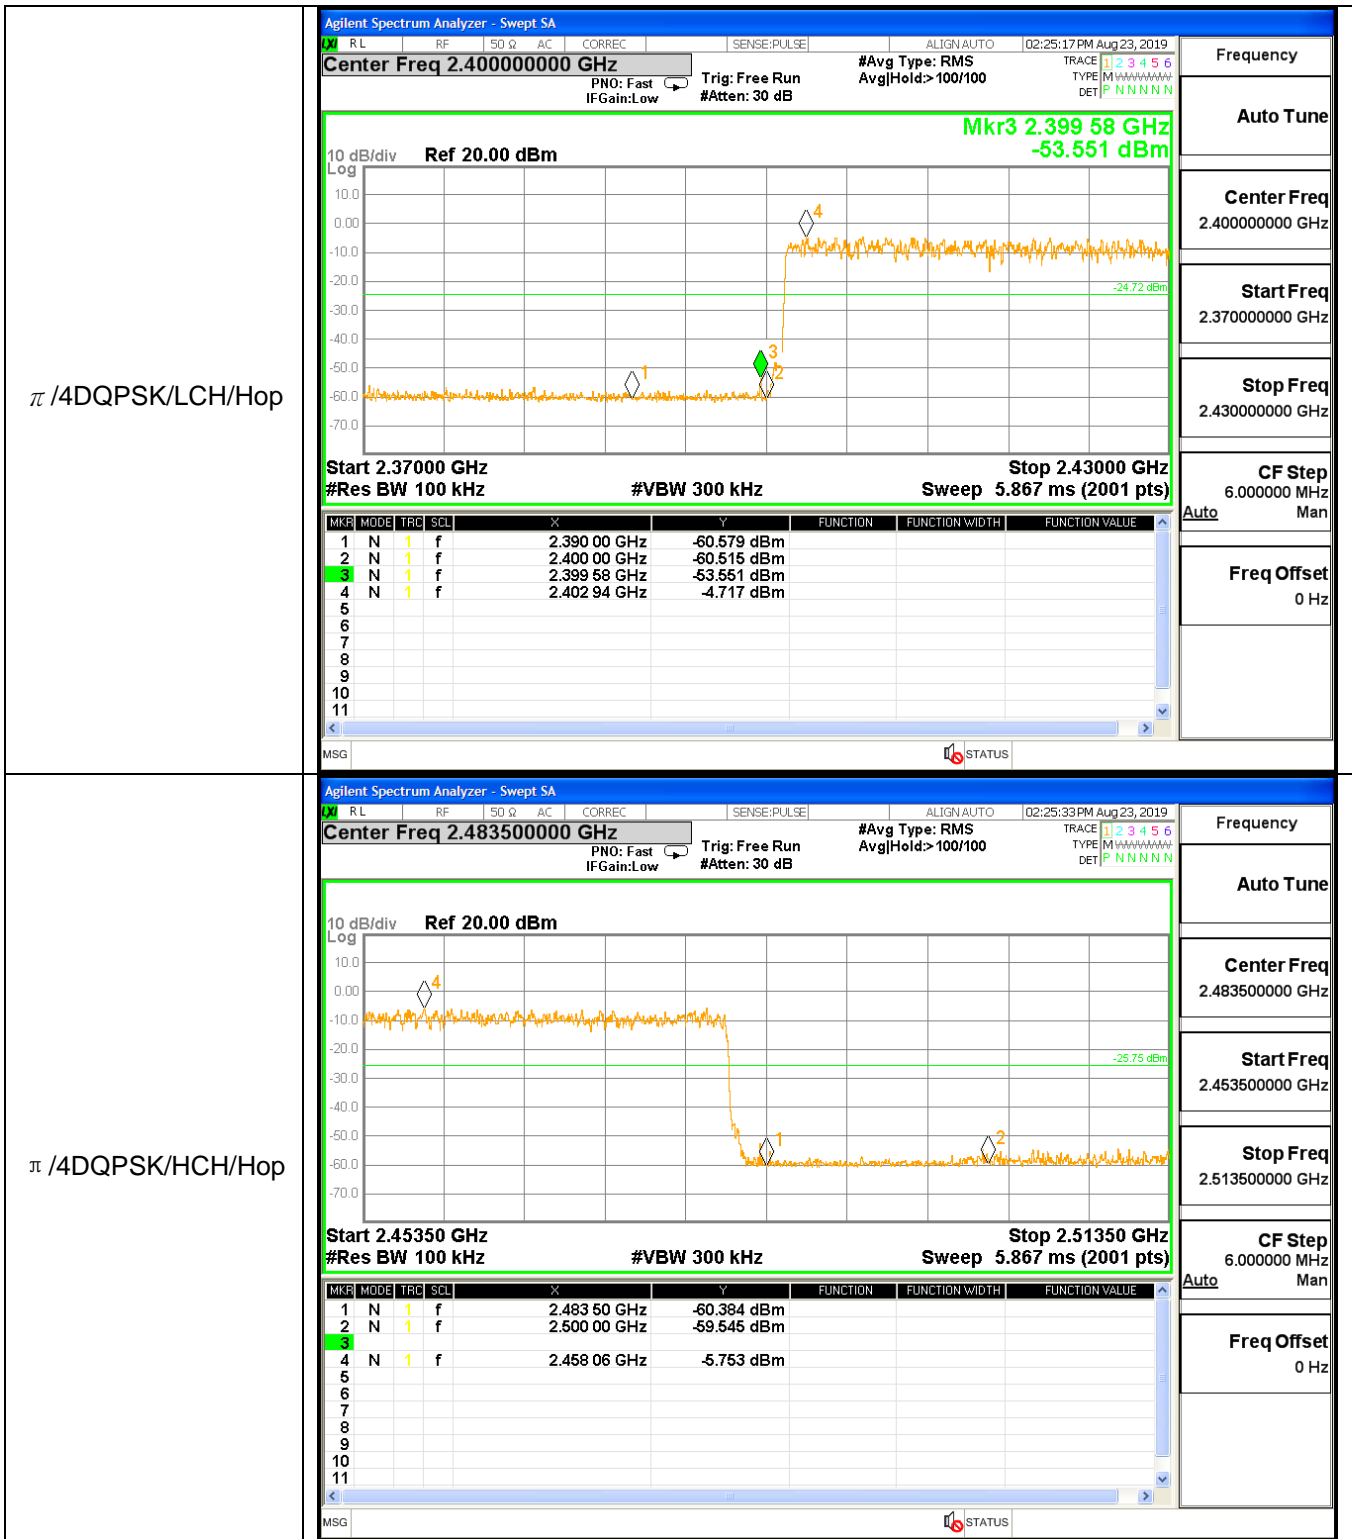 π/4DQPSK/LCH/Hop
Agilent Spectrum Analyzer - Swept SA
LXI RL RF 50 Ω AC CORREC SENSE:PULSE ALIGN AUTO 02:25:17 PM Aug 23, 2019
Center Freq 2.400000000 GHz
PNO: Fast
IFGain:Low
Trig: Free Run
#Atten: 30 dB
#Avg Type: RMS
Avg|Hold:>100/100
TRACE 1 2 3 4 5 6
TYPE M
DET P N N N N N
Mkr3 2.399 58 GHz
-53.551 dBm
10 dB/div Ref 20.00 dBm
Log
10.0
0.00
-10.0
-20.0
-30.0
-40.0
-50.0
-60.0
-70.0
4
-24.72 dBm
3
1
2
Start 2.37000 GHz Stop 2.43000 GHz
#Res BW 100 kHz #VBW 300 kHz Sweep 5.867 ms (2001 pts)
MKR MODE TRC SCL X Y FUNCTION FUNCTION WIDTH FUNCTION VALUE
1 N 1 f 2.390 00 GHz -60.579 dBm
2 N 1 f 2.400 00 GHz -60.515 dBm
3 N 1 f 2.399 58 GHz -53.551 dBm
4 N 1 f 2.402 94 GHz -4.717 dBm
5
6
7
8
9
10
11
MSG STATUS
Frequency
Auto Tune
Center Freq
2.400000000 GHz
Start Freq
2.370000000 GHz
Stop Freq
2.430000000 GHz
CF Step
6.000000 MHz
Auto Man
Freq Offset
0 Hz
π/4DQPSK/HCH/Hop
Agilent Spectrum Analyzer - Swept SA
LXI RL RF 50 Ω AC CORREC SENSE:PULSE ALIGN AUTO 02:25:33 PM Aug 23, 2019
Center Freq 2.483500000 GHz
PNO: Fast
IFGain:Low
Trig: Free Run
#Atten: 30 dB
#Avg Type: RMS
Avg|Hold:>100/100
TRACE 1 2 3 4 5 6
TYPE M
DET P N N N N N
10 dB/div Ref 20.00 dBm
Log
10.0
0.00
-10.0
-20.0
-30.0
-40.0
-50.0
-60.0
-70.0
4
-25.75 dBm
1
2
Start 2.45350 GHz Stop 2.51350 GHz
#Res BW 100 kHz #VBW 300 kHz Sweep 5.867 ms (2001 pts)
MKR MODE TRC SCL X Y FUNCTION FUNCTION WIDTH FUNCTION VALUE
1 N 1 f 2.483 50 GHz -60.384 dBm
2 N 1 f 2.500 00 GHz -59.545 dBm
3
4 N 1 f 2.458 06 GHz -5.753 dBm
5
6
7
8
9
10
11
MSG STATUS
Frequency
Auto Tune
Center Freq
2.483500000 GHz
Start Freq
2.453500000 GHz
Stop Freq
2.513500000 GHz
CF Step
6.000000 MHz
Auto Man
Freq Offset
0 Hz